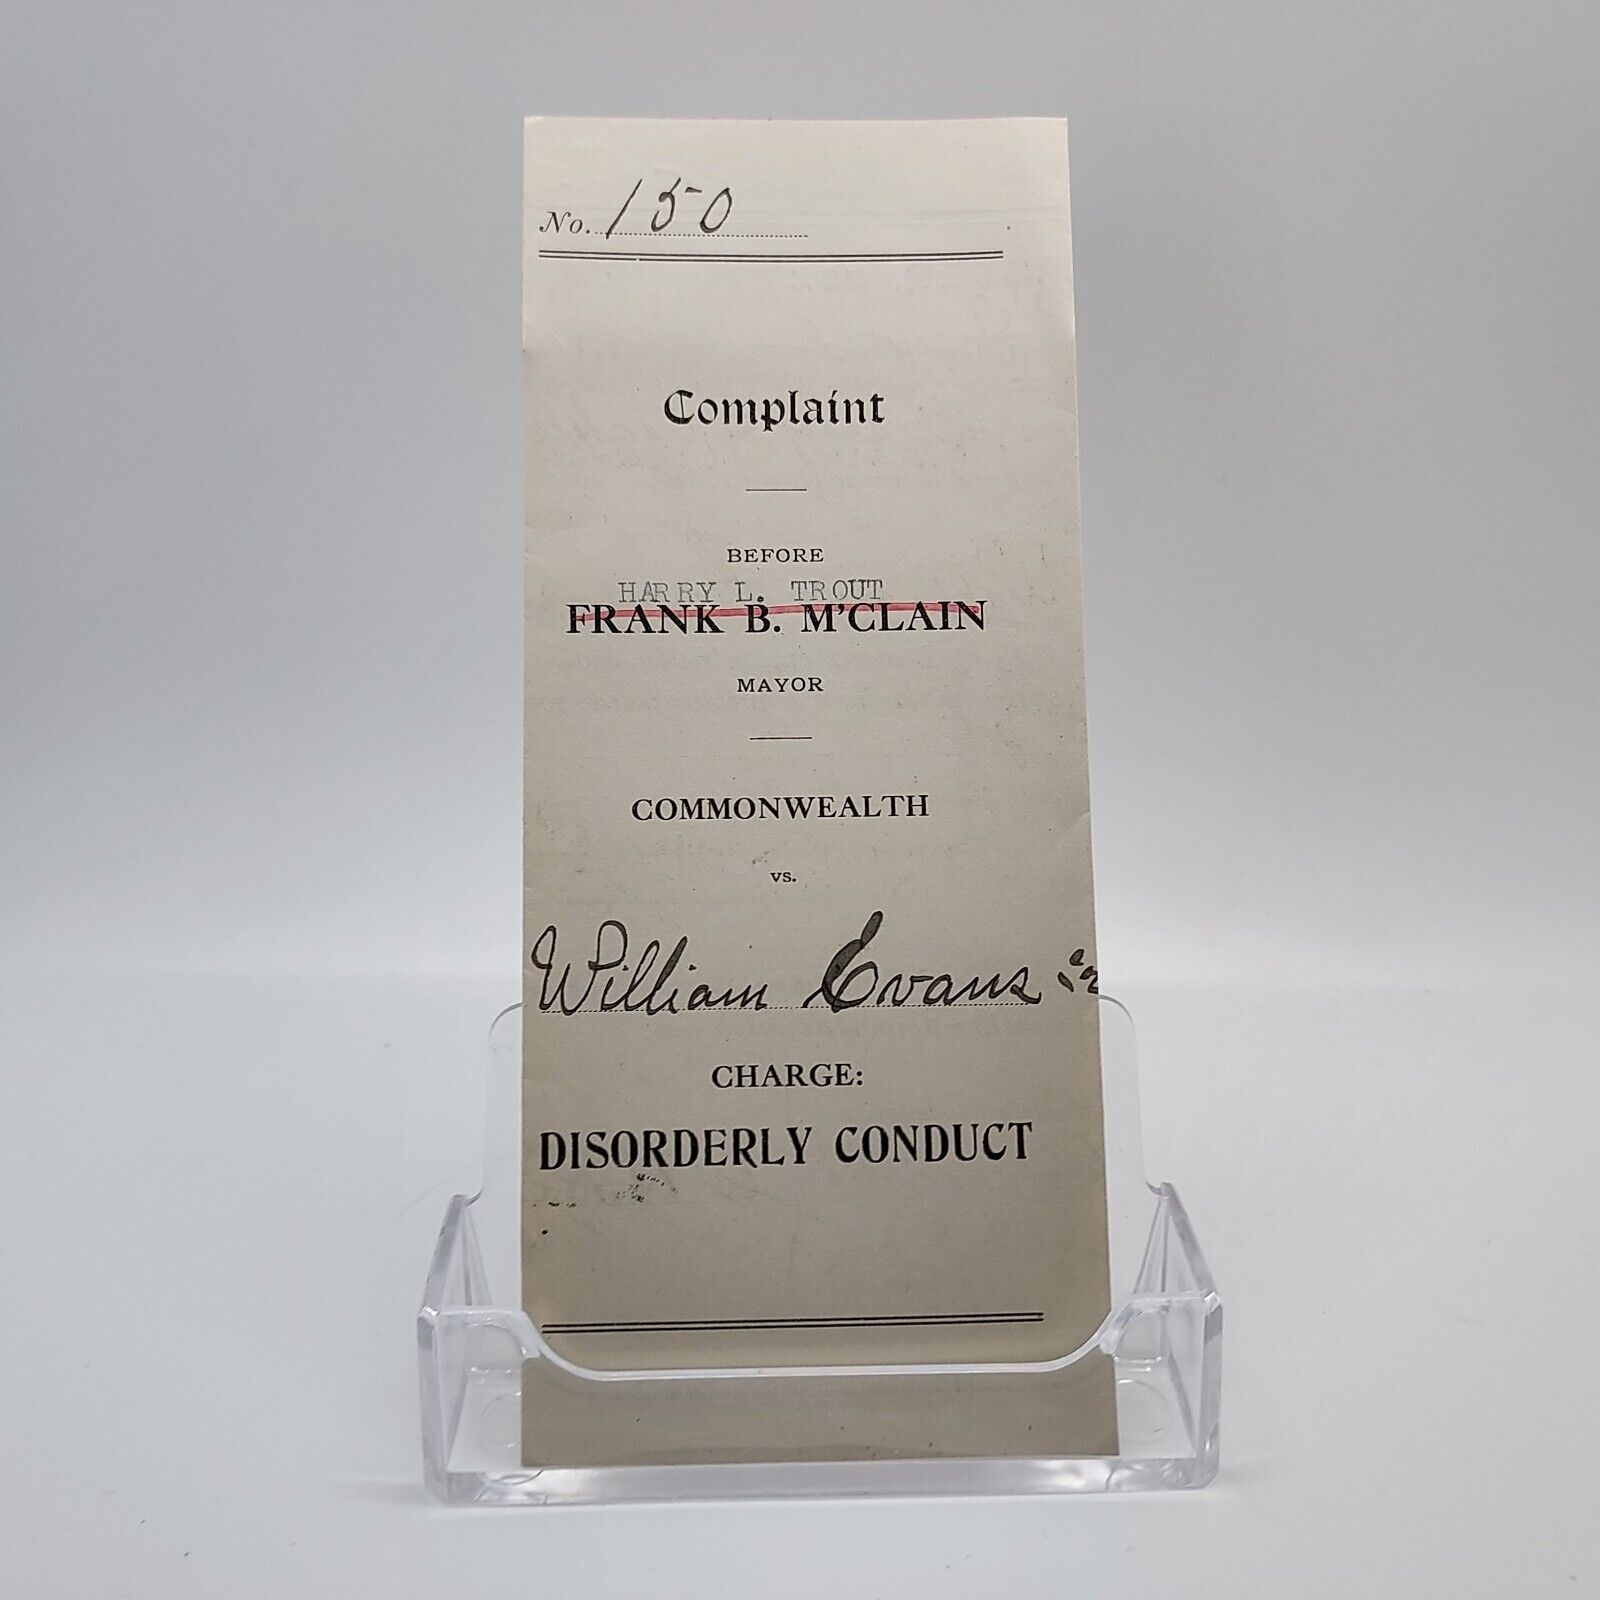 No. 150
Complaint
BEFORE
HARRY L. TROUT
FRANK B. M'CLAIN
MAYOR
COMMONWEALTH
vs.
William Evans
CHARGE:
DISORDERLY CONDUCT